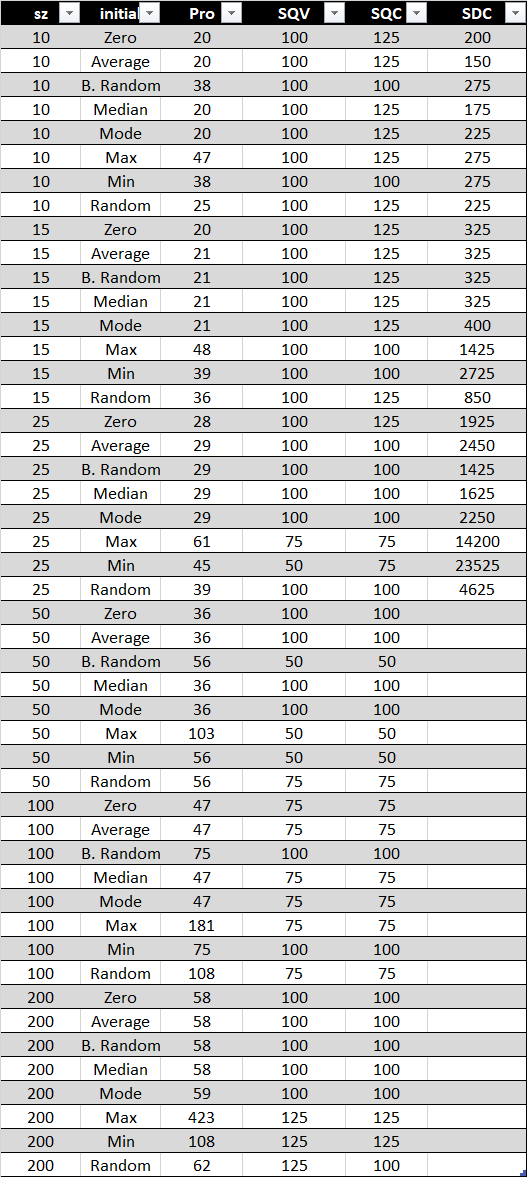 sz initial Pro SQV SQC SDC
10 Zero 20 100 125 200
10 Average 20 100 125 150
10 B. Random 38 100 100 275
10 Median 20 100 125 175
10 Mode 20 100 125 225
10 Max 47 100 125 275
10 Min 38 100 100 275
10 Random 25 100 125 225
15 Zero 20 100 125 325
15 Average 21 100 125 325
15 B. Random 21 100 125 325
15 Median 21 100 125 325
15 Mode 21 100 125 400
15 Max 48 100 100 1425
15 Min 39 100 100 2725
15 Random 36 100 125 850
25 Zero 28 100 125 1925
25 Average 29 100 100 2450
25 B. Random 29 100 100 1425
25 Median 29 100 100 1625
25 Mode 29 100 100 2250
25 Max 61 75 75 14200
25 Min 45 50 75 23525
25 Random 39 100 100 4625
50 Zero 36 100 100
50 Average 36 100 100
50 B. Random 56 50 50
50 Median 36 100 100
50 Mode 36 100 100
50 Max 103 50 50
50 Min 56 50 50
50 Random 56 75 75
100 Zero 47 75 75
100 Average 47 75 75
100 B. Random 75 100 100
100 Median 47 75 75
100 Mode 47 75 75
100 Max 181 75 75
100 Min 75 100 100
100 Random 108 75 75
200 Zero 58 100 100
200 Average 58 100 100
200 B. Random 58 100 100
200 Median 58 100 100
200 Mode 59 100 100
200 Max 423 125 125
200 Min 108 125 125
200 Random 62 125 100